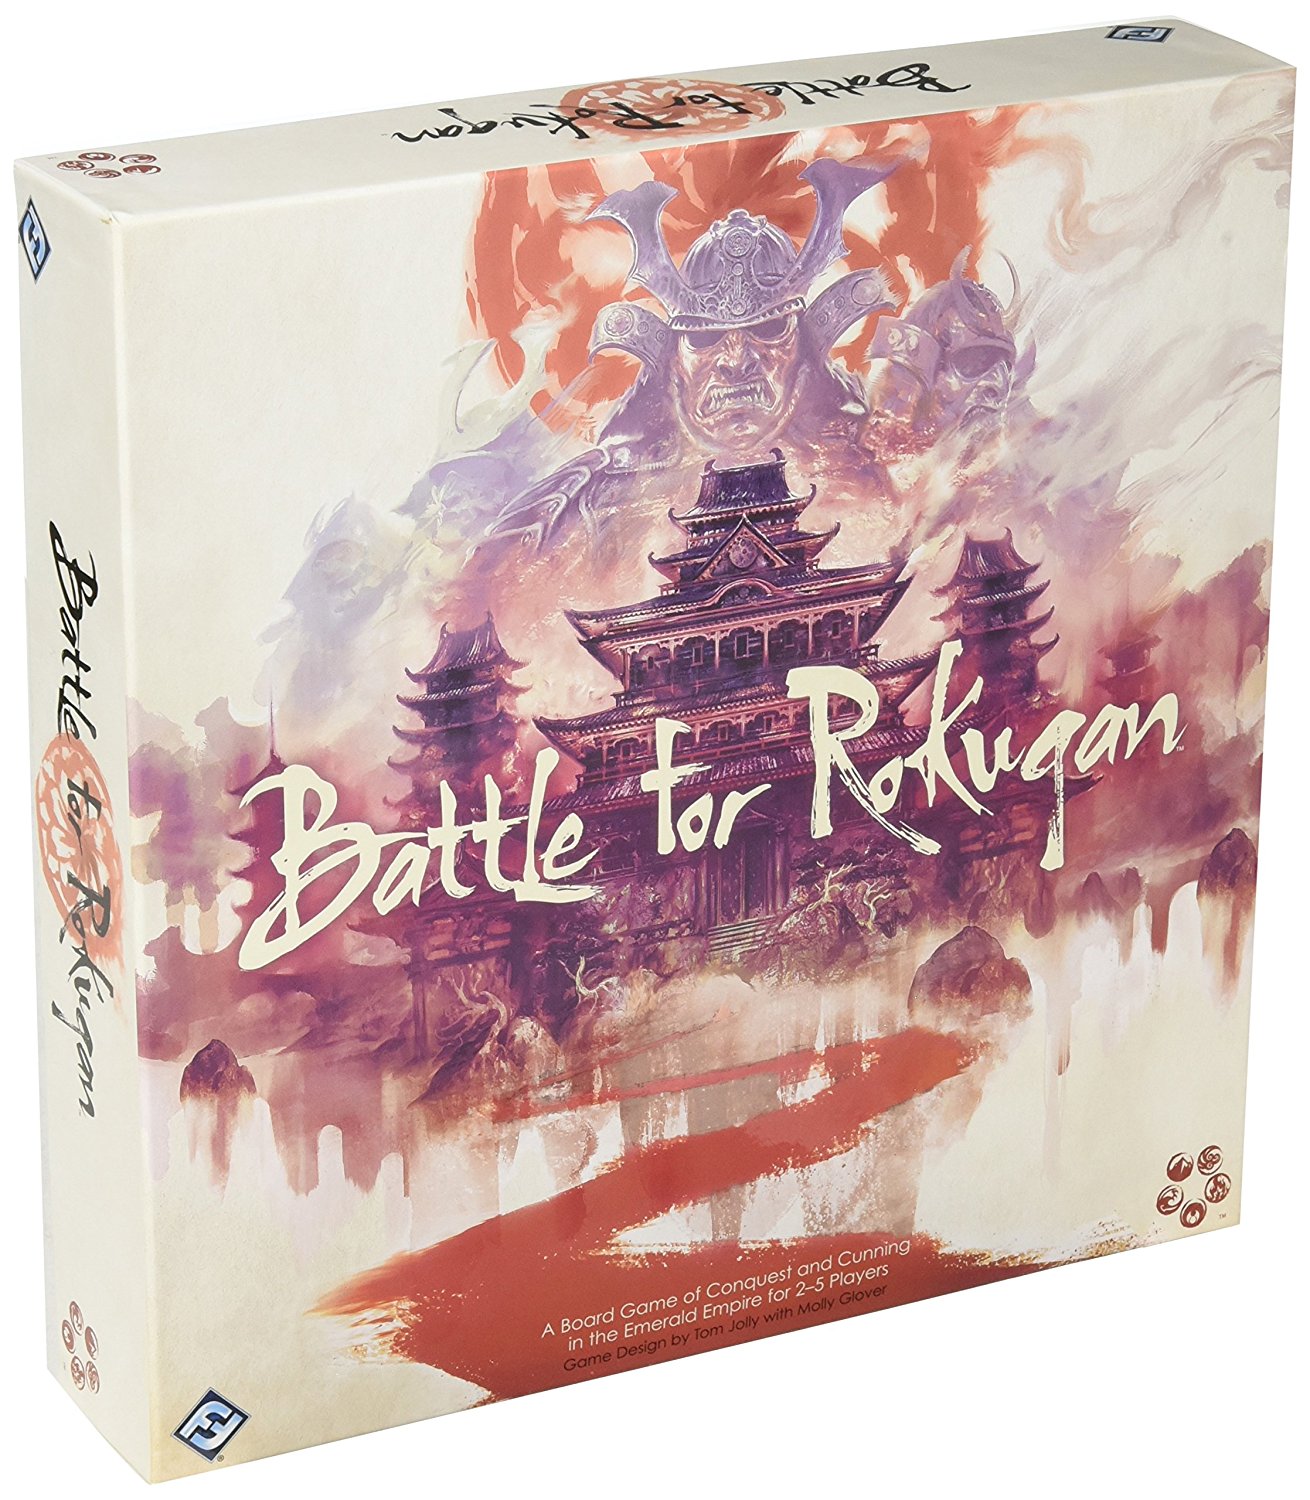 Battle for Rokugan
Battle for Rokugan
Battle for Rokugan™
A Board Game of Conquest and Cunning
in the Emerald Empire for 2–5 Players
Game Design by Tom Jolly with Molly Glover